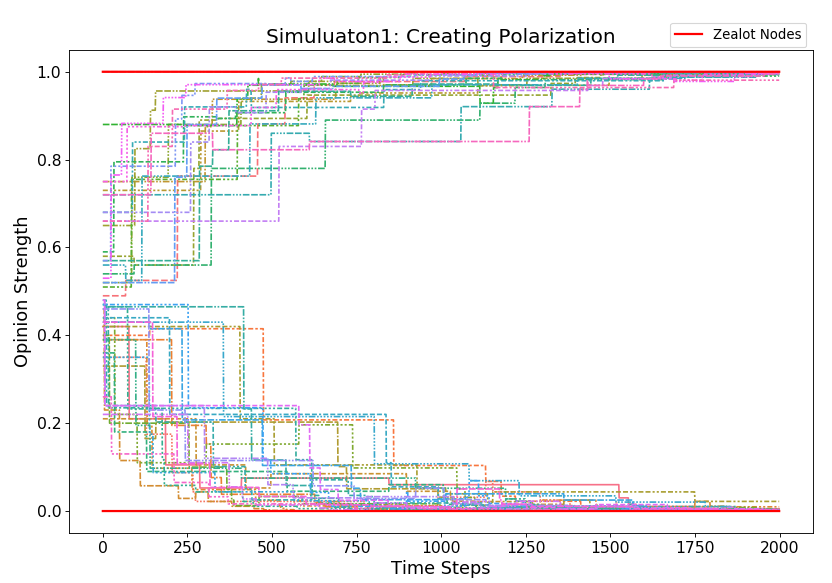 Simuluaton1: Creating Polarization
Zealot Nodes
Opinion Strength
1.0
0.8
0.6
0.4
0.2
0.0
0 250 500 750 1000 1250 1500 1750 2000
Time Steps